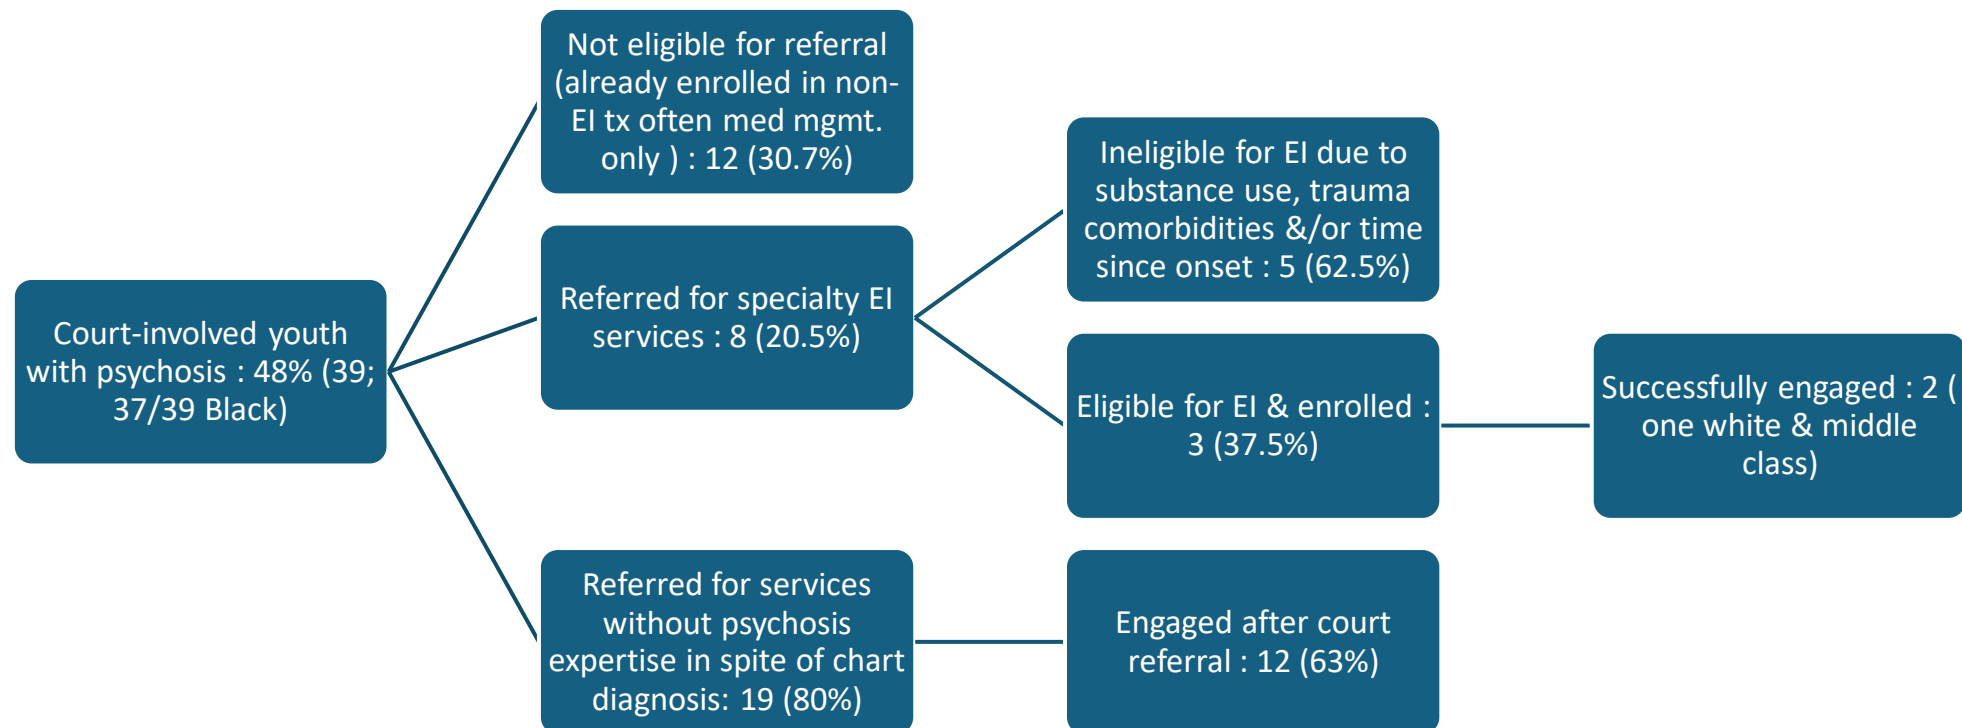 Court-involved youth
with psychosis : 48% (39;
37/39 Black)
Not eligible for referral
(already enrolled in non-
EI tx often med mgmt.
only ) : 12 (30.7%)
Referred for specialty EI
services : 8 (20.5%)
Referred for services
without psychosis
expertise in spite of chart
diagnosis: 19 (80%)
Ineligible for EI due to
substance use, trauma
comorbidities &/or time
since onset : 5 (62.5%)
Eligible for EI & enrolled :
3 (37.5%)
Engaged after court
referral : 12 (63%)
Successfully engaged : 2 (
one white & middle
class)